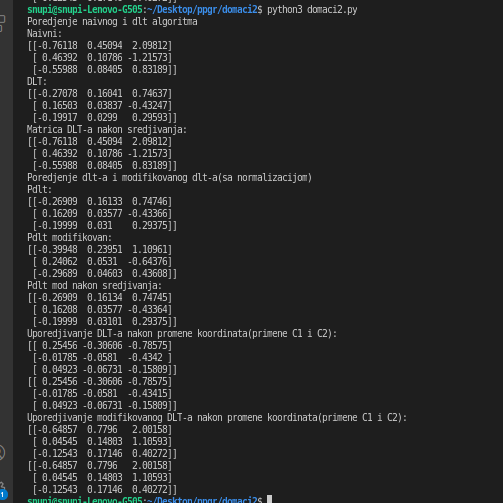 snupi@snupi-Lenovo-G505:~/Desktop/ppgr/domaci2$ python3 domaci2.py
Poredjenje naivnog i dlt algoritma
Naivni:
[[-0.76118  0.45094  2.09812]
 [ 0.46392  0.10786 -1.21573]
 [-0.55988  0.08405  0.83189]]
DLT:
[[-0.27078  0.16041  0.74637]
 [ 0.16503  0.03837 -0.43247]
 [-0.19917  0.0299   0.29593]]
Matrica DLT-a nakon sredjivanja:
[[-0.76118  0.45094  2.09812]
 [ 0.46392  0.10786 -1.21573]
 [-0.55988  0.08405  0.83189]]
Poredjenje dlt-a i modifikovanog dlt-a(sa normalizacijom)
Pdlt:
[[-0.26909  0.16133  0.74746]
 [ 0.16209  0.03577 -0.43366]
 [-0.19999  0.031    0.29375]]
Pdlt modifikovan:
[[-0.39948  0.23951  1.10961]
 [ 0.24062  0.0531  -0.64376]
 [-0.29689  0.04603  0.43608]]
Pdlt mod nakon sredjivanja:
[[-0.26909  0.16134  0.74745]
 [ 0.16208  0.03577 -0.43364]
 [-0.19999  0.03101  0.29375]]
Uporedjivanje DLT-a nakon promene koordinata(primene C1 i C2):
[[ 0.25456 -0.30606 -0.78575]
 [-0.01785 -0.0581  -0.4342 ]
 [ 0.04923 -0.06731 -0.15809]]
[[ 0.25456 -0.30606 -0.78575]
 [-0.01785 -0.0581  -0.43415]
 [ 0.04923 -0.06731 -0.15809]]
Uporedjivanje modifikovanog DLT-a nakon promene koordinata(primene C1 i C2):
[[-0.64857  0.7796   2.00158]
 [ 0.04545  0.14803  1.10593]
 [-0.12543  0.17146  0.40272]]
[[-0.64857  0.7796   2.00158]
 [ 0.04545  0.14803  1.10593]
 [-0.12543  0.17146  0.40272]]
snupi@snupi-Lenovo-G505:~/Desktop/ppgr/domaci2$
1